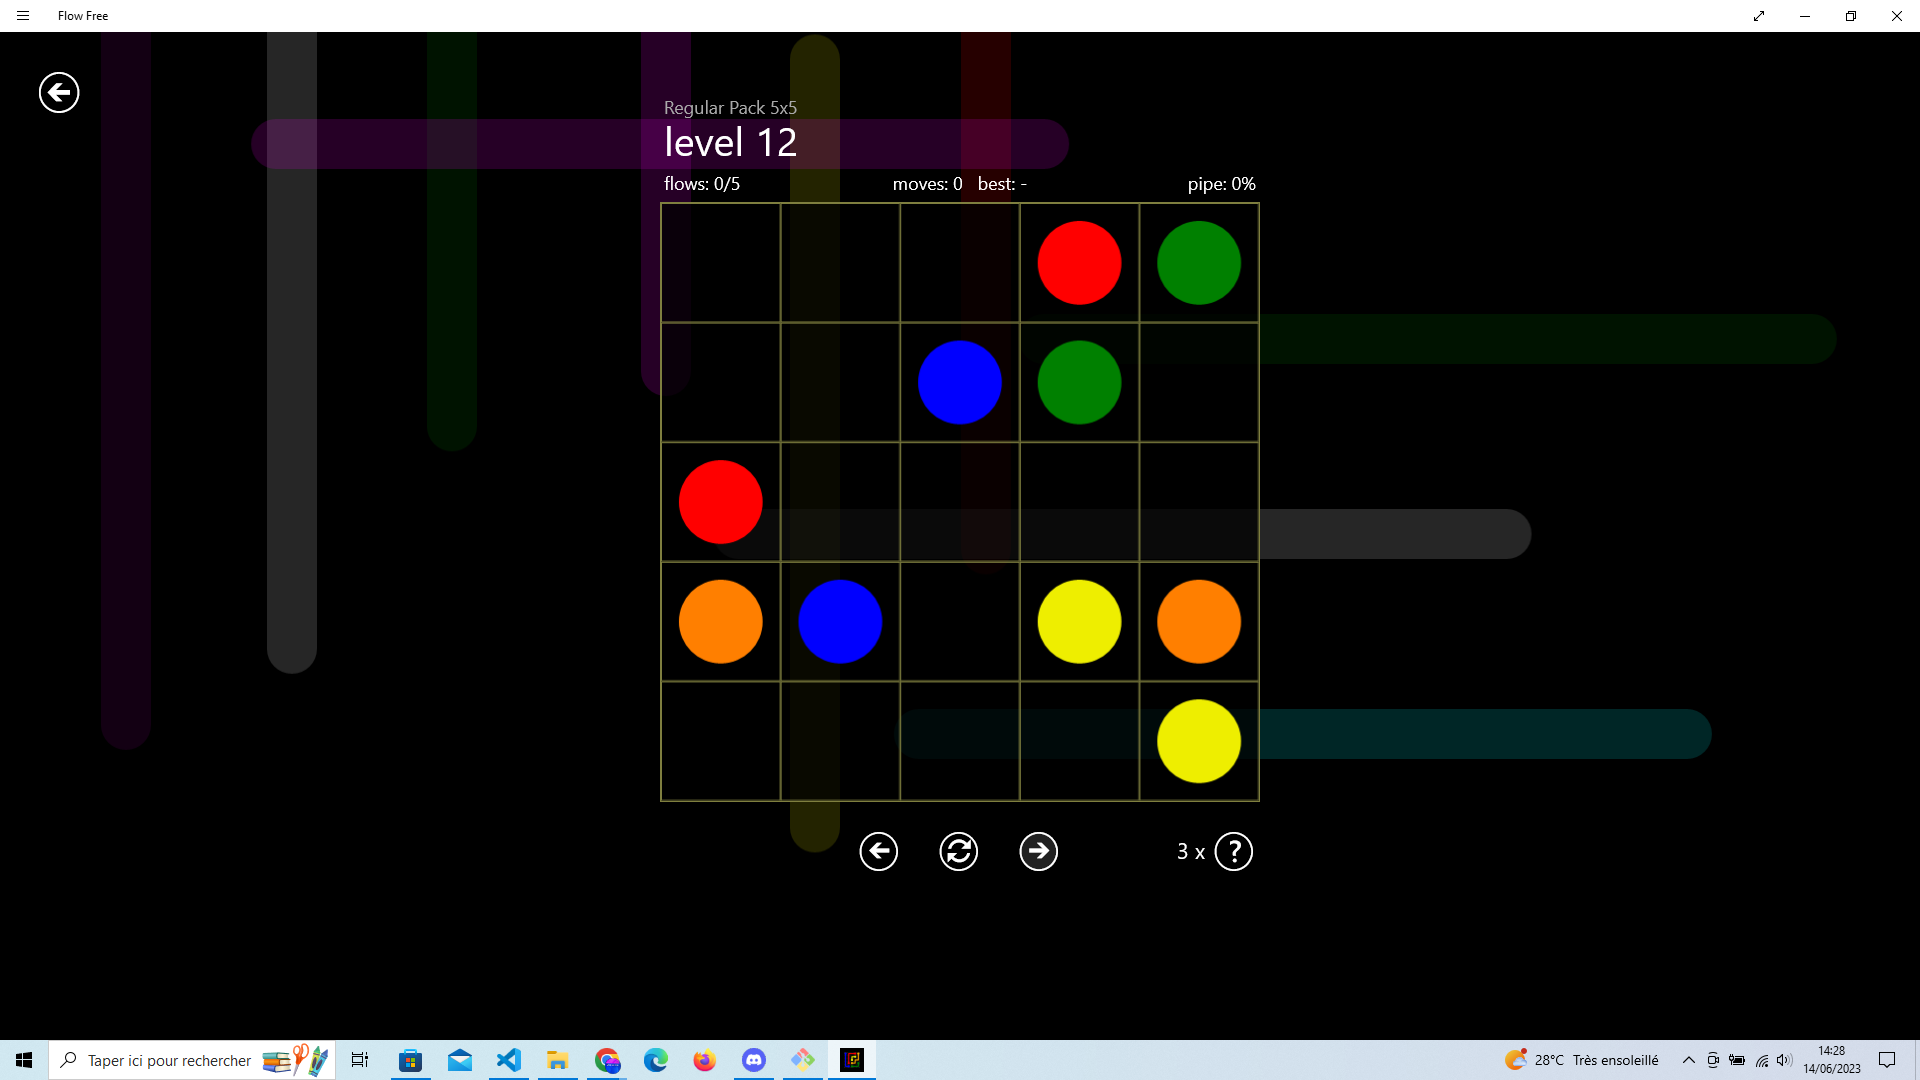 Flow Free
Regular Pack 5x5
level 12
flows: 0/5
moves: 0 best: -
pipe: 0%
3 x ?
Taper ici pour rechercher
28°C Très ensoleillé
14:28
14/06/2023